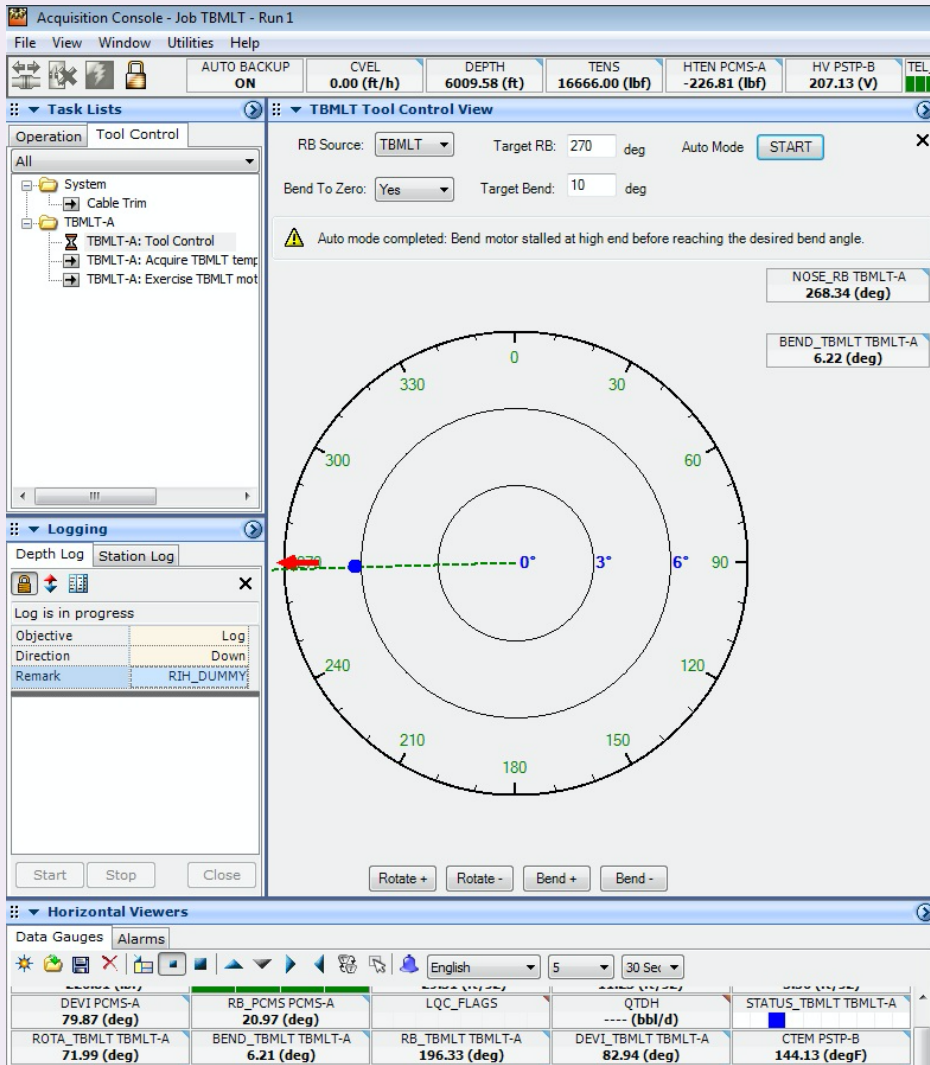 Acquisition Console - Job TBMLT - Run 1
File View Window Utilities Help
AUTO BACKUP CVEL DEPTH TENS HTEN PCMS-A HV PSTP-B TEL
ON 0.00 (ft/h) 6009.58 (ft) 16666.00 (lbf) -226.81 (lbf) 207.13 (V)
Task Lists
Operation Tool Control
All
System
Cable Trim
TBMLT-A
TBMLT-A: Tool Control
TBMLT-A: Acquire TBMLT temp
TBMLT-A: Exercise TBMLT mot
TBMLT Tool Control View
RB Source: TBMLT Target RB: 270 deg Auto Mode START
Bend To Zero: Yes Target Bend: 10 deg
Auto mode completed: Bend motor stalled at high end before reaching the desired bend angle.
NOSE_RB TBMLT-A
268.34 (deg)
BEND_TBMLT TBMLT-A
6.22 (deg)
0
330 30
300 60
0° 3° 6° 90
240 120
210 150
180
Rotate + Rotate - Bend + Bend -
Logging
Depth Log Station Log
Log is in progress
Objective Log
Direction Down
Remark RIH_DUMMY
Start Stop Close
Horizontal Viewers
Data Gauges Alarms
English 5 30 Sec
DEVI PCMS-A RB_PCMS PCMS-A LQC_FLAGS QTDH STATUS_TBMLT TBMLT-A
79.87 (deg) 20.97 (deg) ---- (bbl/d)
ROTA_TBMLT TBMLT-A BEND_TBMLT TBMLT-A RB_TBMLT TBMLT-A DEVI_TBMLT TBMLT-A CTEM PSTP-B
71.99 (deg) 6.21 (deg) 196.33 (deg) 82.94 (deg) 144.13 (degF)